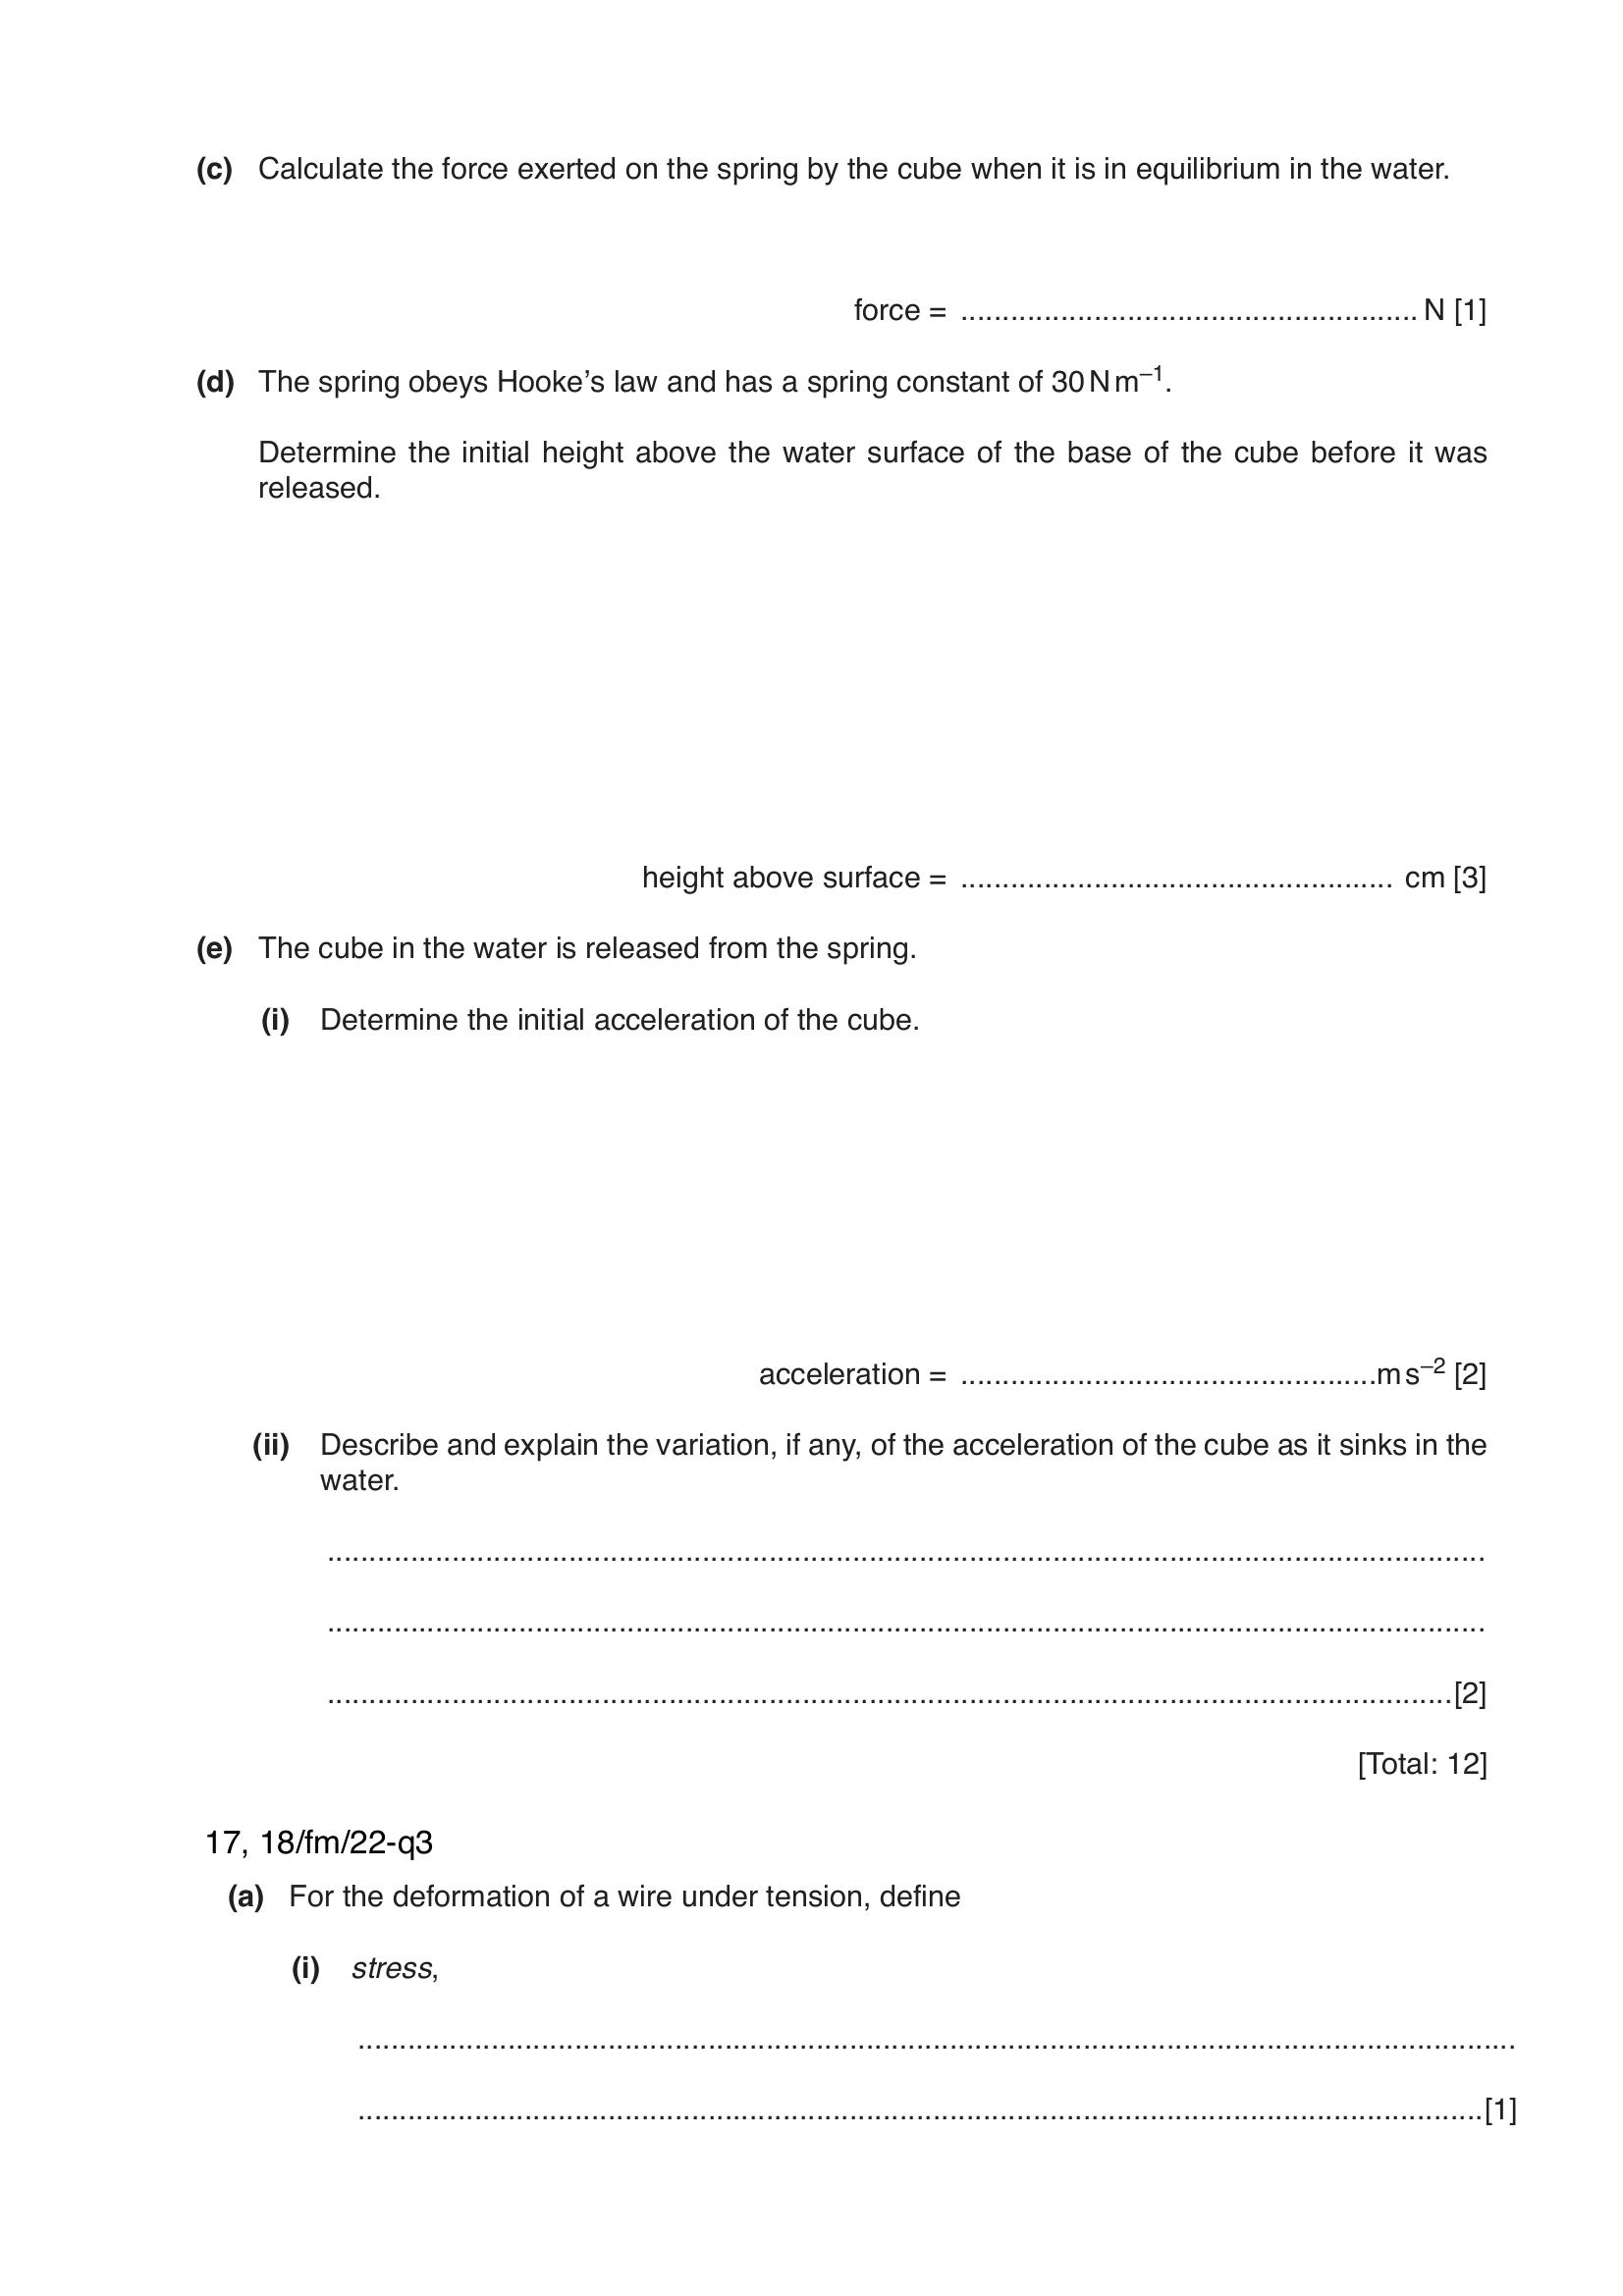 (c) Calculate the force exerted on the spring by the cube when it is in equilibrium in the water.
force = ....................................................... N [1]
(d) The spring obeys Hooke’s law and has a spring constant of 30 N m⁻¹.
Determine the initial height above the water surface of the base of the cube before it was
released.
height above surface = .................................................... cm [3]
(e) The cube in the water is released from the spring.
(i) Determine the initial acceleration of the cube.
acceleration = ..................................................m s⁻² [2]
(ii) Describe and explain the variation, if any, of the acceleration of the cube as it sinks in the
water.
...........................................................................................................................................
...........................................................................................................................................
.......................................................................................................................................[2]
[Total: 12]
17, 18/fm/22-q3
(a) For the deformation of a wire under tension, define
(i) stress,
...........................................................................................................................................
.......................................................................................................................................[1]